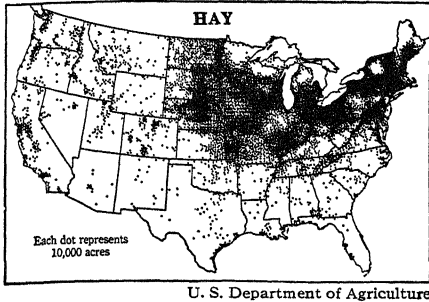 HAY
Each dot represents
10,000 acres
U. S. Department of Agriculture